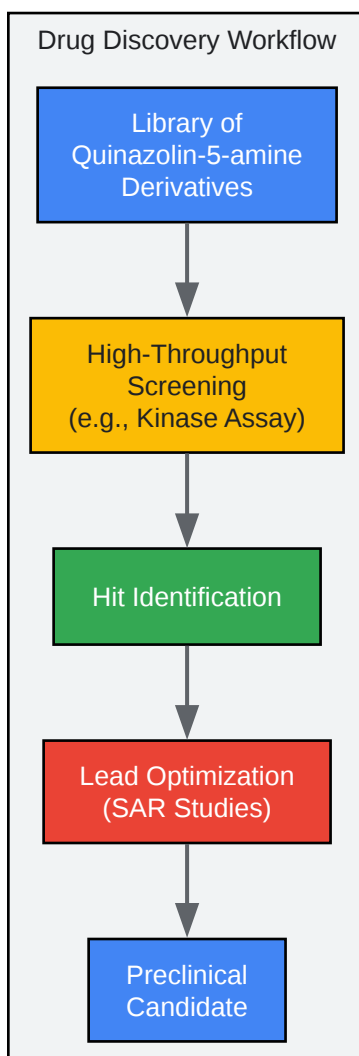 Drug Discovery Workflow
Library of
Quinazolin-5-amine
Derivatives
High-Throughput
Screening
(e.g., Kinase Assay)
Hit Identification
Lead Optimization
(SAR Studies)
Preclinical
Candidate